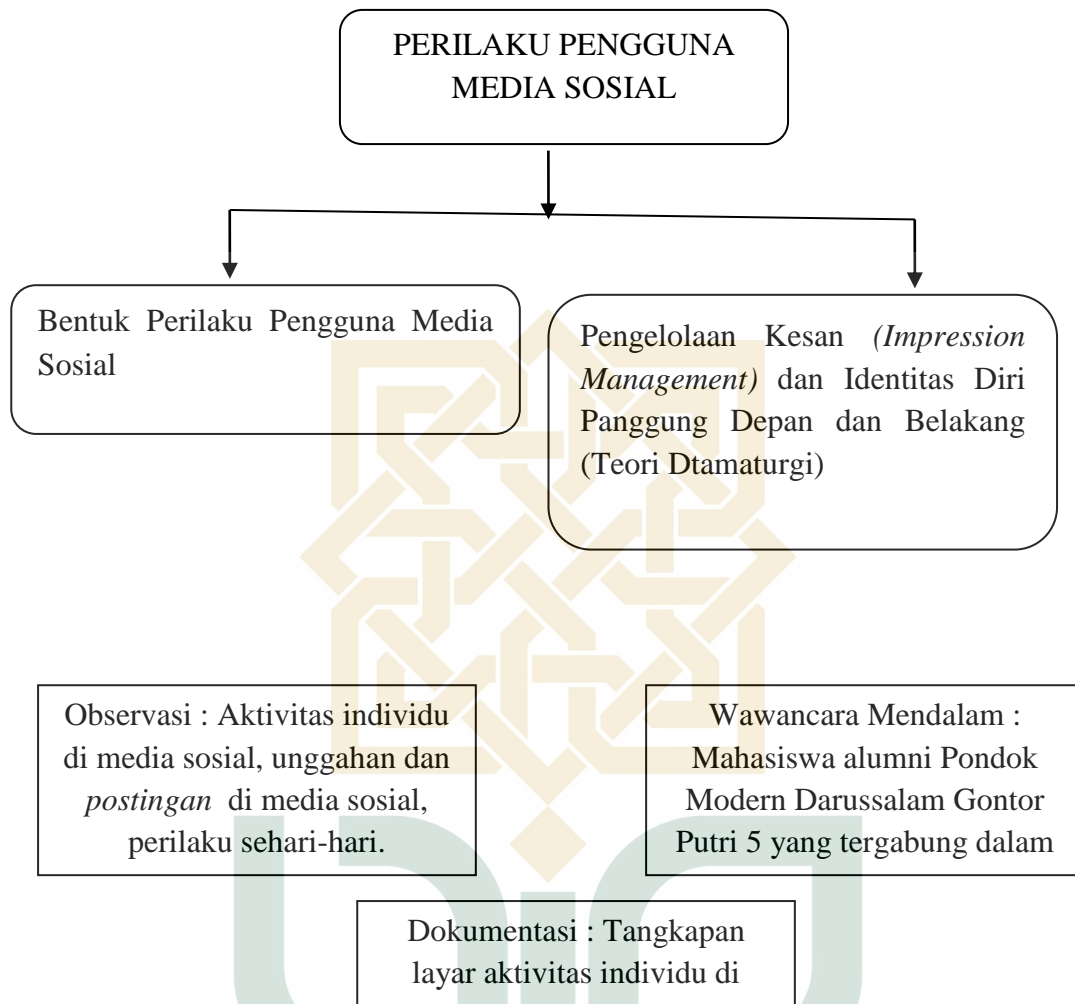 PERILAKU PENGGUNA
MEDIA SOSIAL
Bentuk Perilaku Pengguna Media
Sosial
Pengelolaan Kesan (Impression
Management) dan Identitas Diri
Panggung Depan dan Belakang
(Teori Dtamaturgi)
Observasi : Aktivitas individu
di media sosial, unggahan dan
postingan di media sosial,
perilaku sehari-hari.
Wawancara Mendalam :
Mahasiswa alumni Pondok
Modern Darussalam Gontor
Putri 5 yang tergabung dalam
Dokumentasi : Tangkapan
layar aktivitas individu di